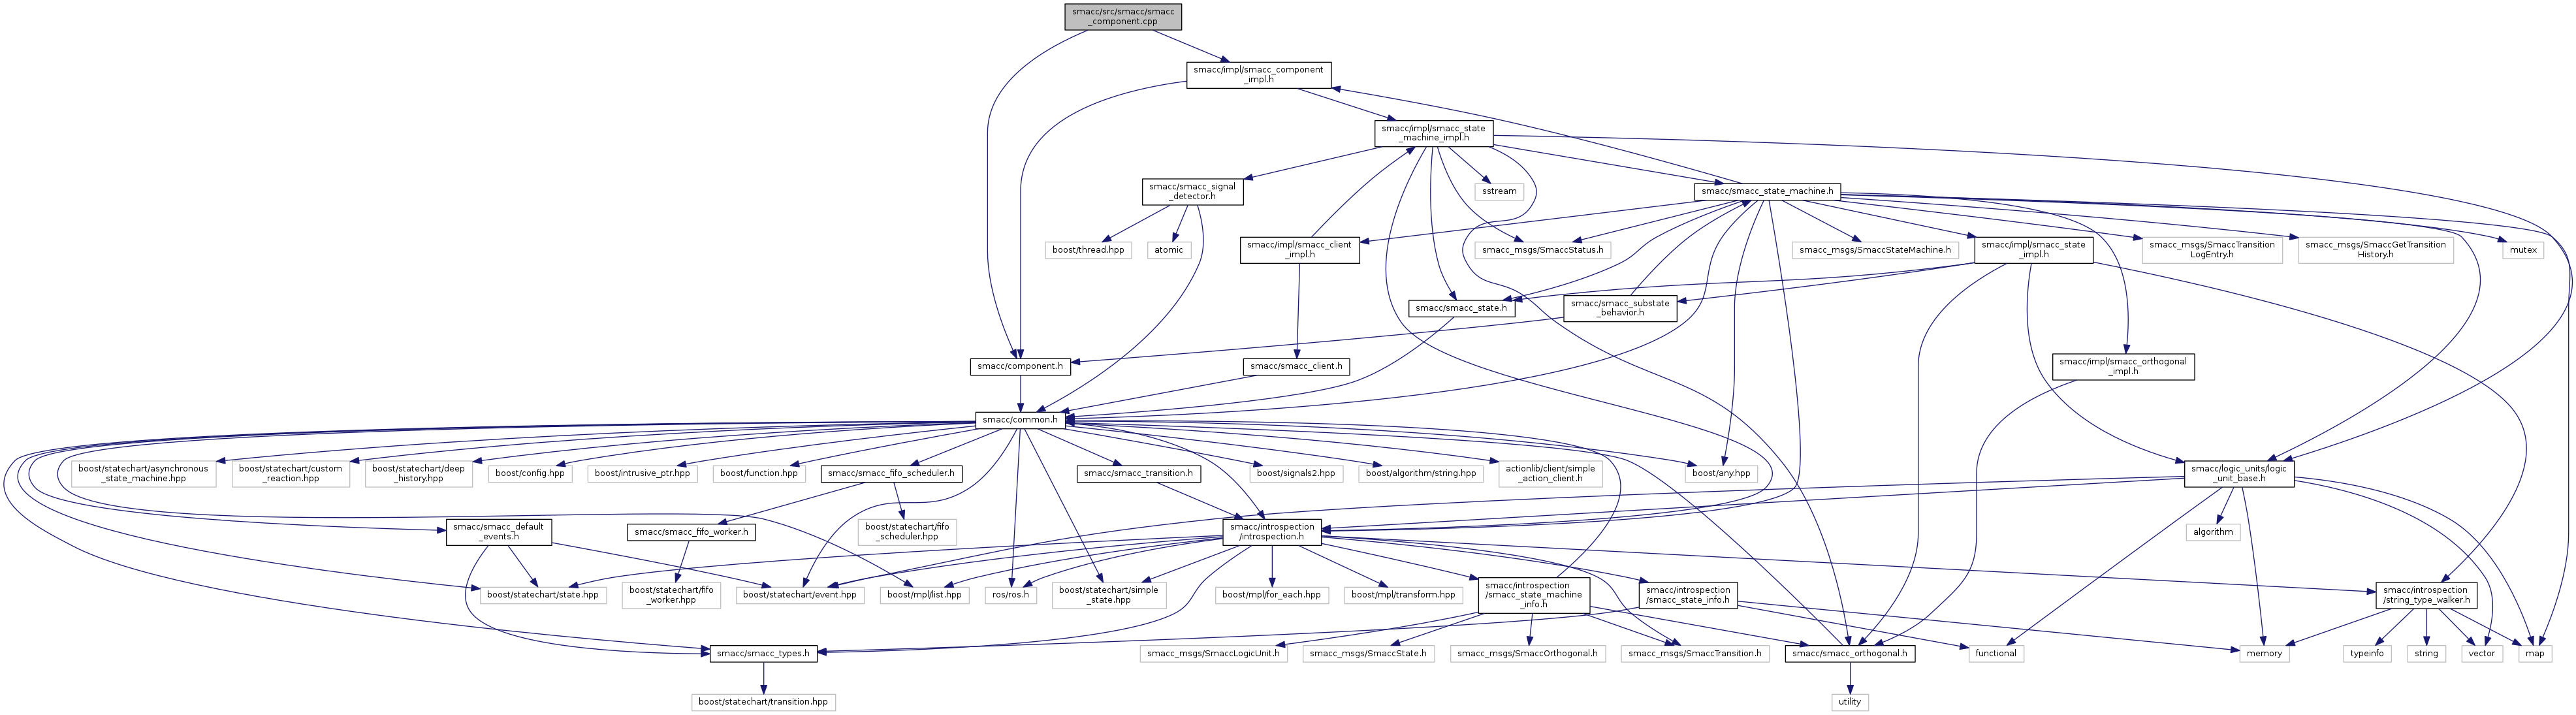 smacc/src/smacc/smacc
_component.cpp
smacc/impl/smacc_component
_impl.h
smacc/impl/smacc_state
_machine_impl.h
smacc/smacc_signal
_detector.h
sstream
smacc/smacc_state_machine.h
boost/thread.hpp
atomic
smacc/impl/smacc_client
_impl.h
smacc_msgs/SmaccStatus.h
smacc_msgs/SmaccStateMachine.h
smacc/impl/smacc_state
_impl.h
smacc_msgs/SmaccTransition
LogEntry.h
smacc_msgs/SmaccGetTransition
History.h
mutex
smacc/smacc_state.h
smacc/smacc_substate
_behavior.h
smacc/component.h
smacc/smacc_client.h
smacc/impl/smacc_orthogonal
_impl.h
smacc/common.h
boost/statechart/asynchronous
_state_machine.hpp
boost/statechart/custom
_reaction.hpp
boost/statechart/deep
_history.hpp
boost/config.hpp
boost/intrusive_ptr.hpp
boost/function.hpp
smacc/smacc_fifo_scheduler.h
smacc/smacc_transition.h
boost/signals2.hpp
boost/algorithm/string.hpp
actionlib/client/simple
_action_client.h
boost/any.hpp
smacc/logic_units/logic
_unit_base.h
smacc/smacc_default
_events.h
smacc/smacc_fifo_worker.h
boost/statechart/fifo
_scheduler.hpp
smacc/introspection
/introspection.h
algorithm
boost/statechart/state.hpp
boost/statechart/fifo
_worker.hpp
boost/statechart/event.hpp
boost/mpl/list.hpp
ros/ros.h
boost/statechart/simple
_state.hpp
boost/mpl/for_each.hpp
boost/mpl/transform.hpp
smacc/introspection
/smacc_state_machine
_info.h
smacc/introspection
/smacc_state_info.h
smacc/introspection
/string_type_walker.h
smacc/smacc_types.h
smacc_msgs/SmaccLogicUnit.h
smacc_msgs/SmaccState.h
smacc_msgs/SmaccOrthogonal.h
smacc_msgs/SmaccTransition.h
smacc/smacc_orthogonal.h
functional
memory
typeinfo
string
vector
map
boost/statechart/transition.hpp
utility